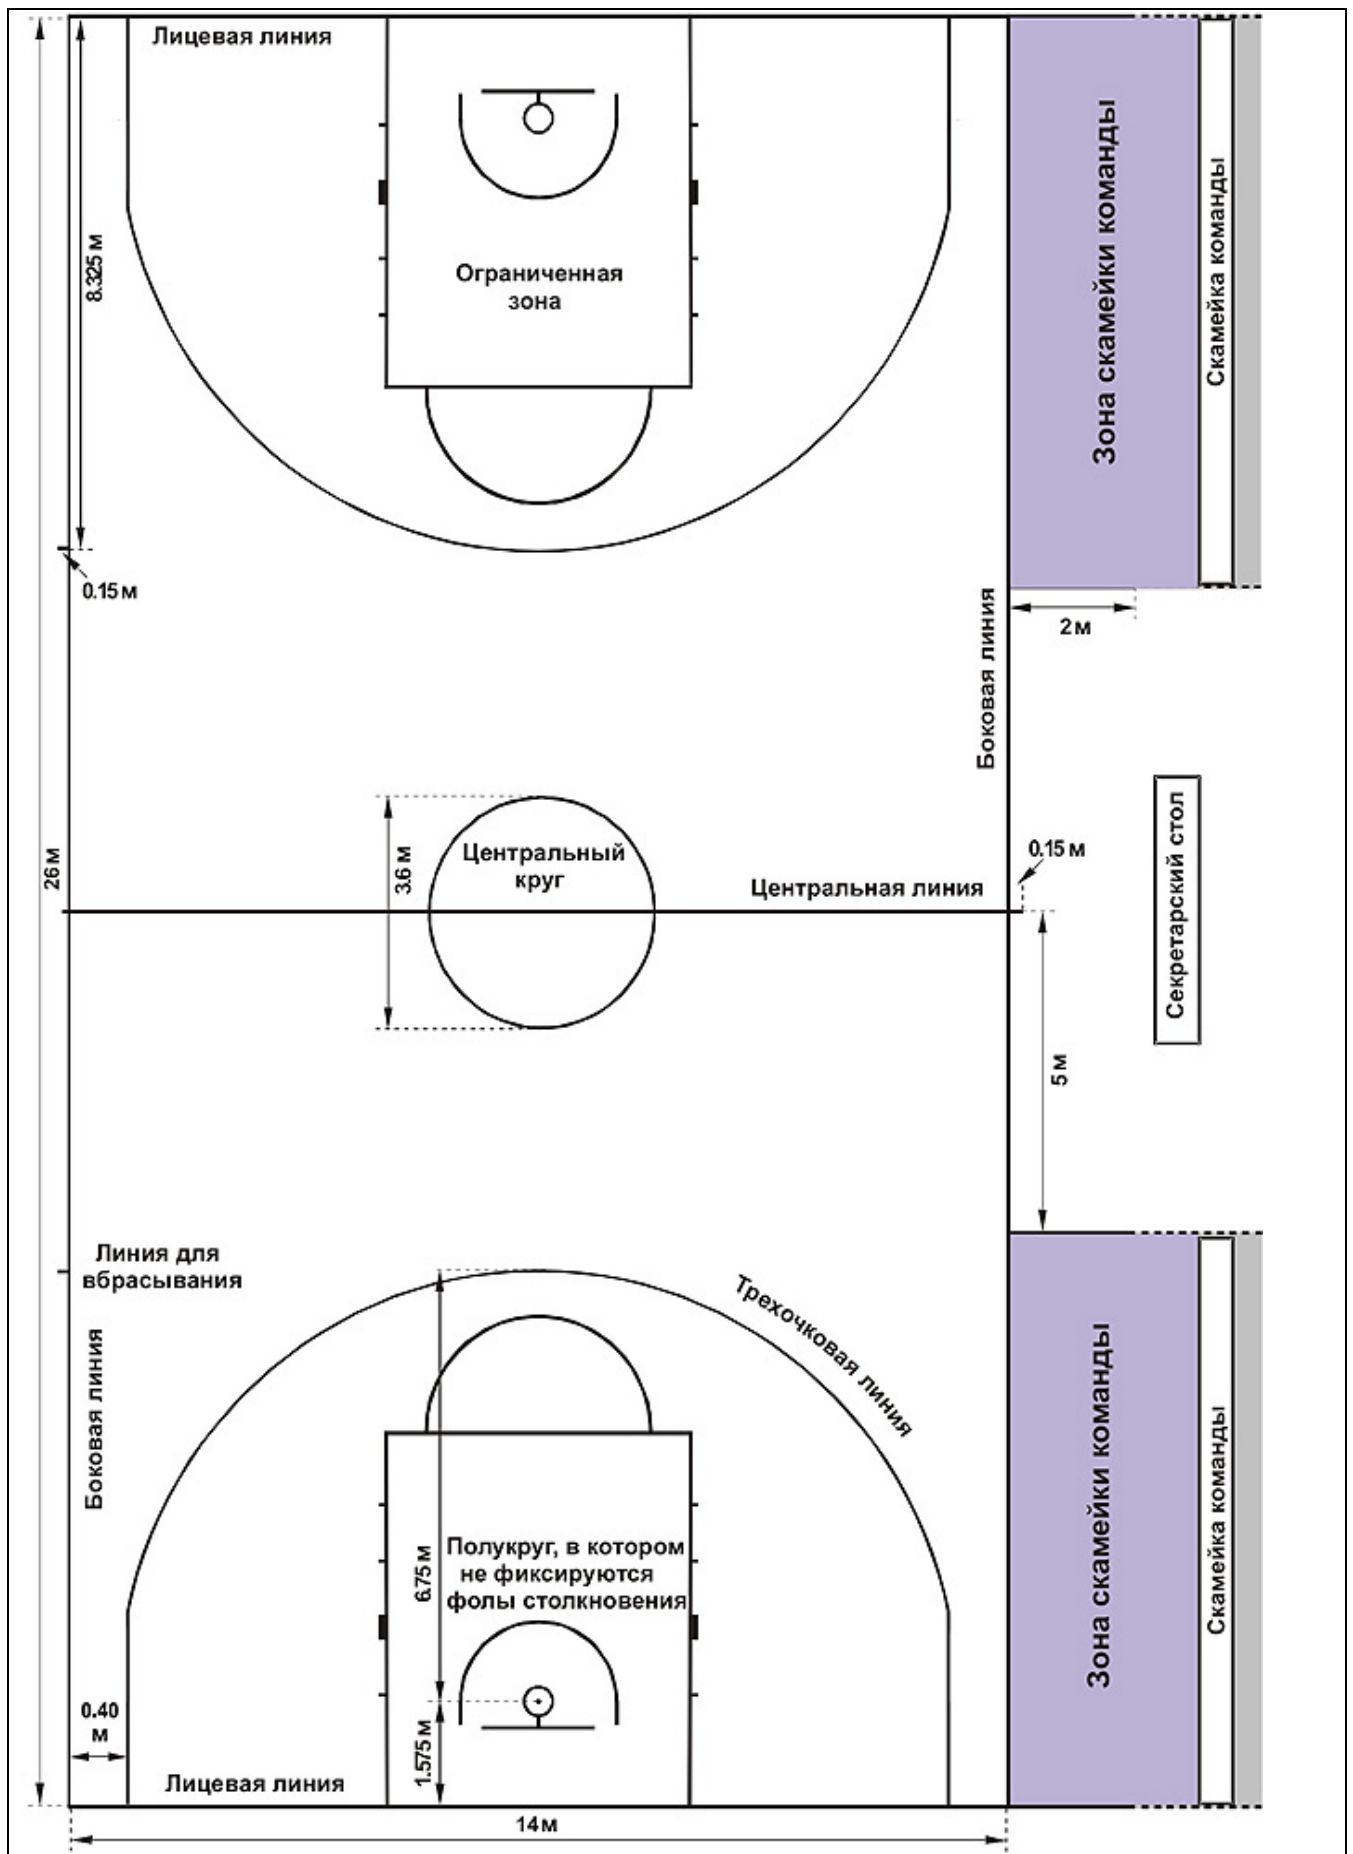 Лицевая линия
8.325 м
Ограниченная
зона
Зона скамейки команды
Скамейка команды
0.15 м
2 м
Боковая линия
26 м
3.6 м
Центральный
круг
Центральная линия
0.15 м
Секретарский стол
5 м
Линия для
вбрасывания
Трехочковая линия
Боковая линия
6.75 м
Полукруг, в котором
не фиксируются
фолы столкновения
Зона скамейки команды
Скамейка команды
0.40
м
1.575 м
Лицевая линия
14 м